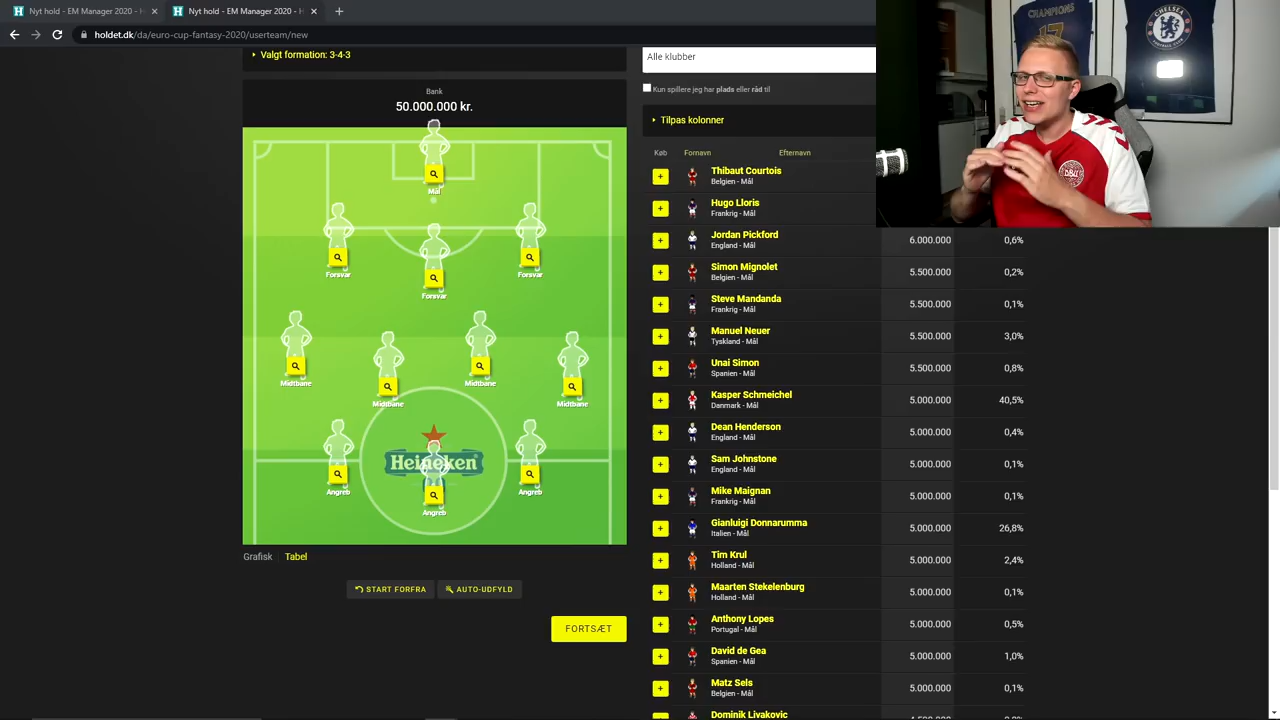 Nyt hold - EM Manager 2020 - H
Nyt hold - EM Manager 2020 - H
holdet.dk/da/euro-cup-fantasy-2020/userteam/new
Valgt formation: 3-4-3
Bank
50.000.000 kr.
Mål
Forsvar
Forsvar
Forsvar
Midtbane
Midtbane
Midtbane
Midtbane
Heineken
Angreb
Angreb
Angreb
Grafisk
Tabel
START FORFRA
AUTO-UDFYLD
FORTSÆT
Alle klubber
Kun spillere jeg har plads eller råd til
Tilpas kolonner
Køb Fornavn Efternavn
Thibaut Courtois
Belgien - Mål
Hugo Lloris
Frankrig - Mål
Jordan Pickford
England - Mål
6.000.000 0,6%
Simon Mignolet
Belgien - Mål
5.500.000 0,2%
Steve Mandanda
Frankrig - Mål
5.500.000 0,1%
Manuel Neuer
Tyskland - Mål
5.500.000 3,0%
Unai Simon
Spanien - Mål
5.500.000 0,8%
Kasper Schmeichel
Danmark - Mål
5.000.000 40,5%
Dean Henderson
England - Mål
5.000.000 0,4%
Sam Johnstone
England - Mål
5.000.000 0,1%
Mike Maignan
Frankrig - Mål
5.000.000 0,1%
Gianluigi Donnarumma
Italien - Mål
5.000.000 26,8%
Tim Krul
Holland - Mål
5.000.000 2,4%
Maarten Stekelenburg
Holland - Mål
5.000.000 0,1%
Anthony Lopes
Portugal - Mål
5.000.000 0,5%
David de Gea
Spanien - Mål
5.000.000 1,0%
Matz Sels
Belgien - Mål
5.000.000 0,1%
Dominik Livakovic
CHAMPIONS
CHELSEA
FOOTBALL CLUB
DBU